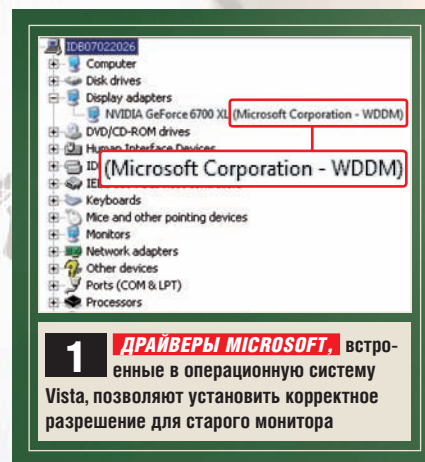 IDB07022026
Computer
Disk drives
Display adapters
NVIDIA GeForce 6700 XL (Microsoft Corporation - WDDM)
DVD/CD-ROM drives
Human Interface Devices
ID
(Microsoft Corporation - WDDM)
Keyboards
Mice and other pointing devices
Monitors
Network adapters
Other devices
Ports (COM & LPT)
Processors
1 ДРАЙВЕРЫ MICROSOFT, встро-
енные в операционную систему
Vista, позволяют установить корректное
разрешение для старого монитора